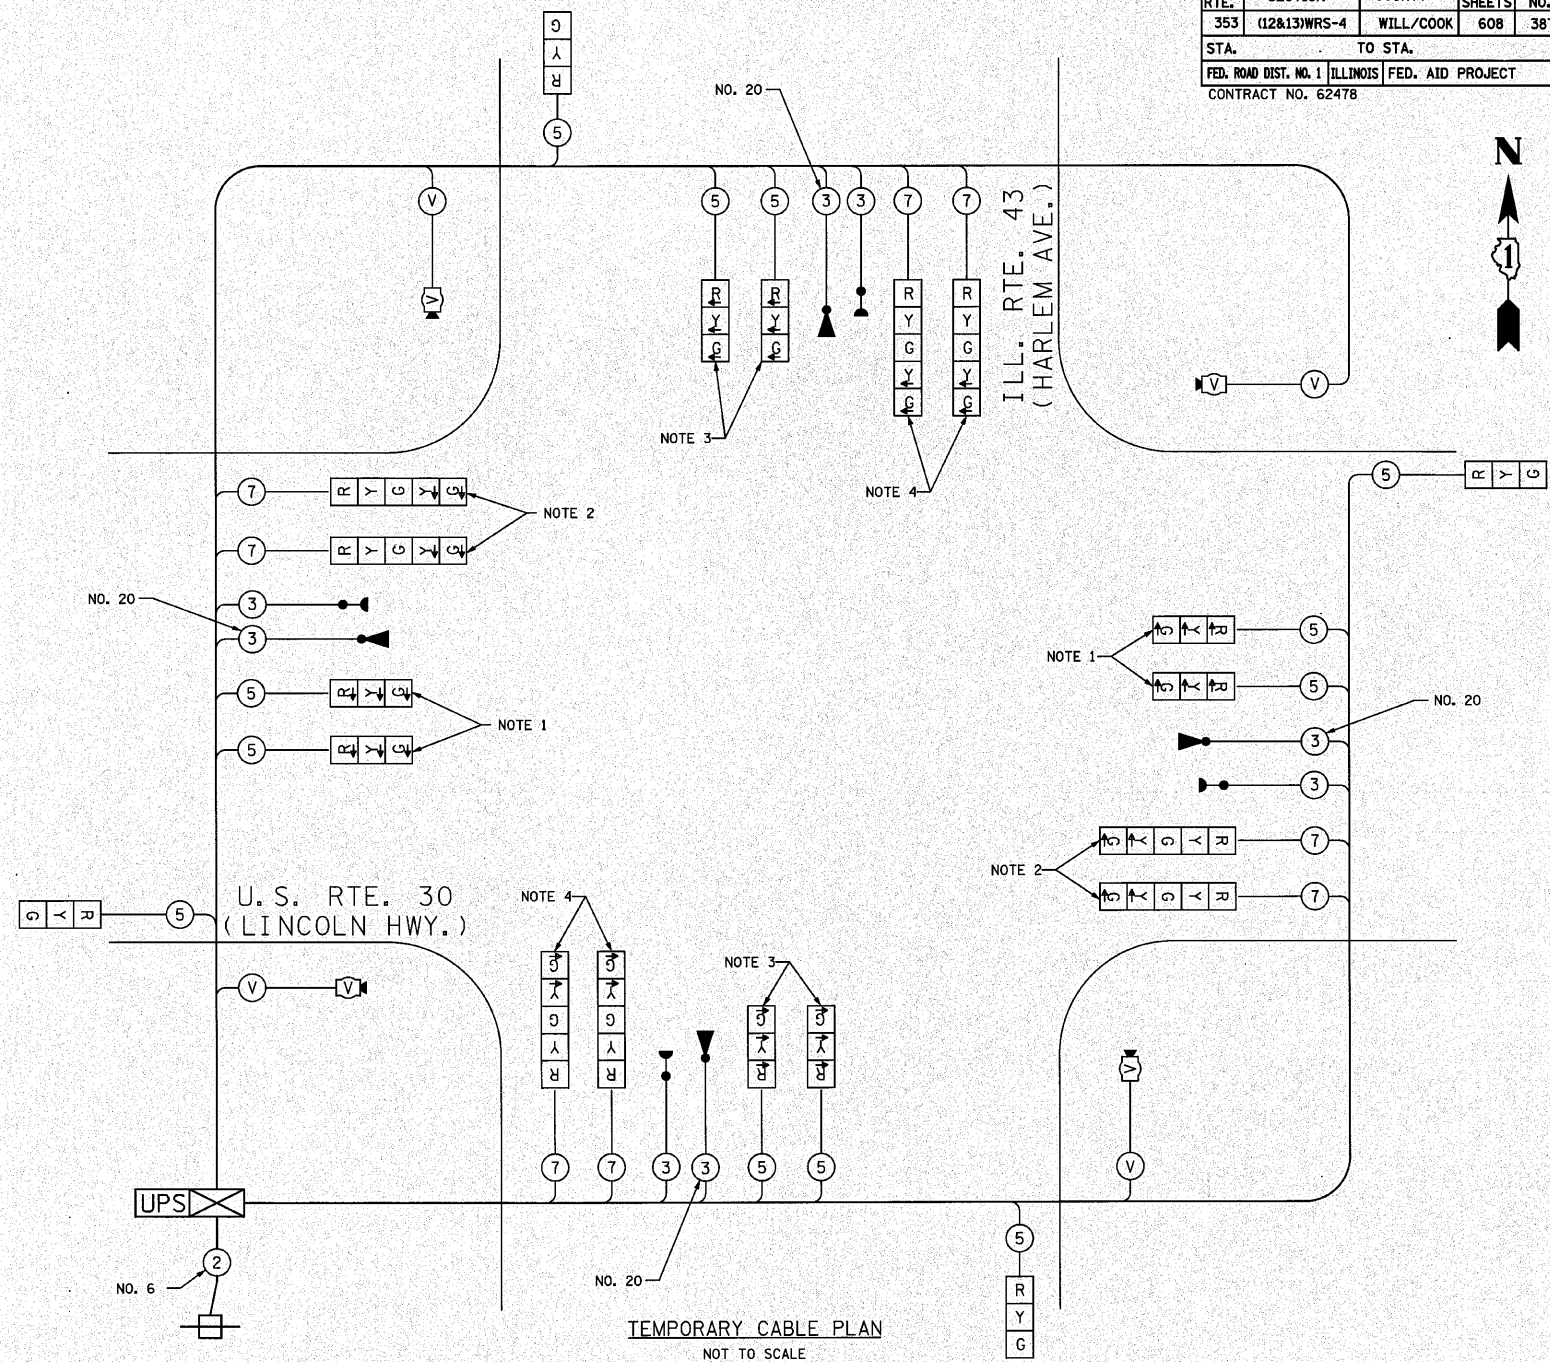 RTE. SHEETS NO.
353 (12&13)WRS-4 WILL/COOK 608 387
STA. TO STA.
FED. ROAD DIST. NO. 1 ILLINOIS FED. AID PROJECT
CONTRACT NO. 62478
N
1
R Y G
5
NO. 20
V
5
5
3
3
7
7
V
R Y G
R Y G
R Y G Y G
R Y G Y G
ILL. RTE. 43
(HARLEM AVE.)
V
V
NOTE 3
NOTE 4
5
R Y G
7
R Y G Y G
NOTE 2
7
R Y G Y G
NO. 20
3
3
5
R Y G
NOTE 1
5
R Y G
G Y R
5
NOTE 1
G Y R
5
NO. 20
3
3
G Y G Y R
7
NOTE 2
G Y G Y R
7
U.S. RTE. 30
(LINCOLN HWY.)
G Y R
5
V
V
NOTE 4
NOTE 3
G Y G Y R
G Y G Y R
G Y R
G Y R
V
7
7
3
3
5
5
V
UPS
2
NO. 6
NO. 20
5
R Y G
TEMPORARY CABLE PLAN
NOT TO SCALE